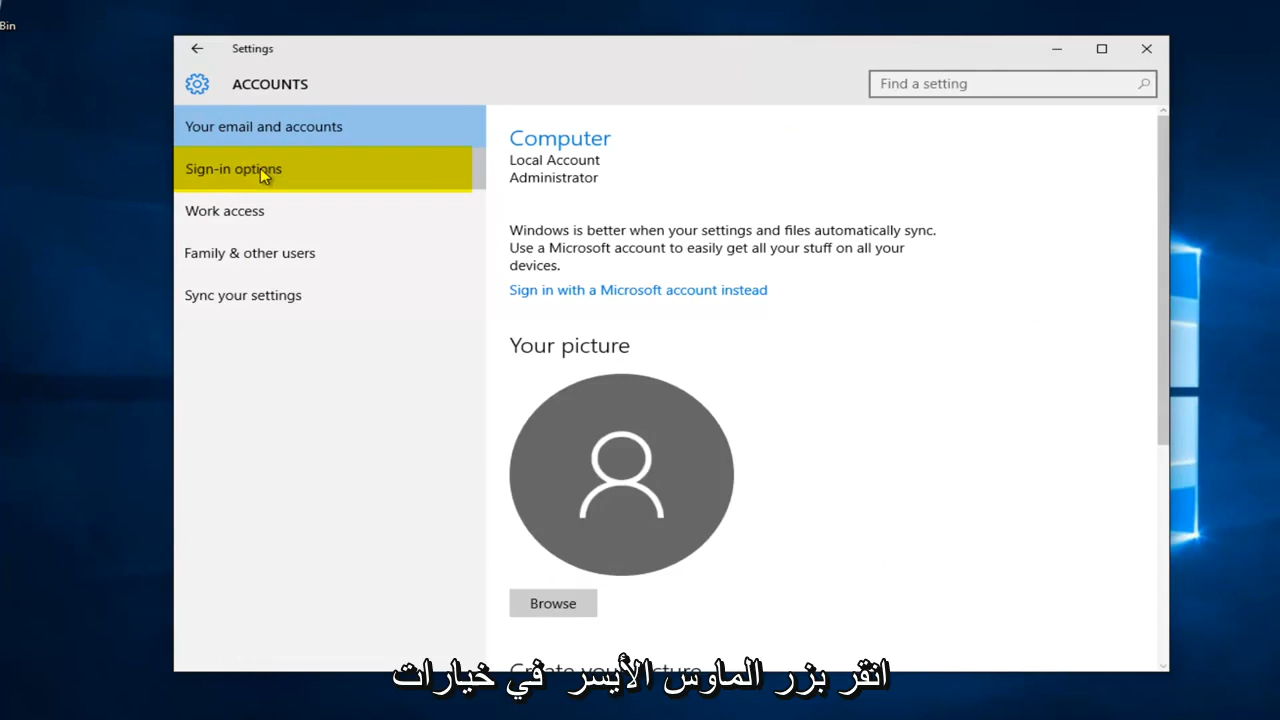 Bin
Settings
ACCOUNTS
Find a setting
Your email and accounts
Sign-in options
Work access
Family & other users
Sync your settings
Computer
Local Account
Administrator
Windows is better when your settings and files automatically sync.
Use a Microsoft account to easily get all your stuff on all your
devices.
Sign in with a Microsoft account instead
Your picture
Browse
Create your picture
انقر بزر الماوس الأيسر في خيارات